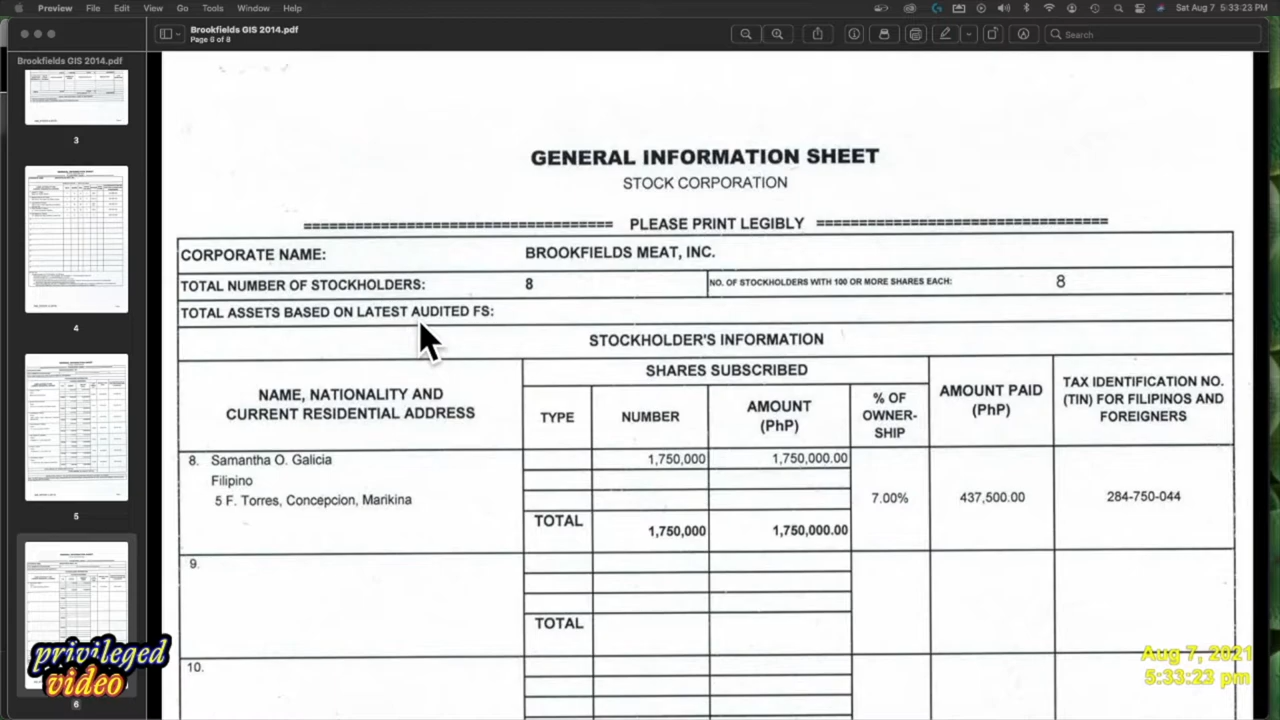 Preview File Edit View Go Tools Window Help
Sat Aug 7 5:33:23 PM
Brookfields GIS 2014.pdf
Page 6 of 8
Search
Brookfields GIS 2014.pdf
3
4
5
6
GENERAL INFORMATION SHEET
STOCK CORPORATION
================================= PLEASE PRINT LEGIBLY ================================
CORPORATE NAME: BROOKFIELDS MEAT, INC.
TOTAL NUMBER OF STOCKHOLDERS: 8 NO. OF STOCKHOLDERS WITH 100 OR MORE SHARES EACH: 8
TOTAL ASSETS BASED ON LATEST AUDITED FS:
STOCKHOLDER'S INFORMATION
NAME, NATIONALITY AND
CURRENT RESIDENTIAL ADDRESS
SHARES SUBSCRIBED
TYPE
NUMBER
AMOUNT
(PhP)
% OF
OWNER-
SHIP
AMOUNT PAID
(PhP)
TAX IDENTIFICATION NO.
(TIN) FOR FILIPINOS AND
FOREIGNERS
8. Samantha O. Galicia
Filipino
5 F. Torres, Concepcion, Marikina
1,750,000 1,750,000.00
TOTAL 1,750,000 1,750,000.00
7.00%
437,500.00
284-750-044
9.
TOTAL
10.
privileged
video
Aug 7, 2021
5:33:23 pm